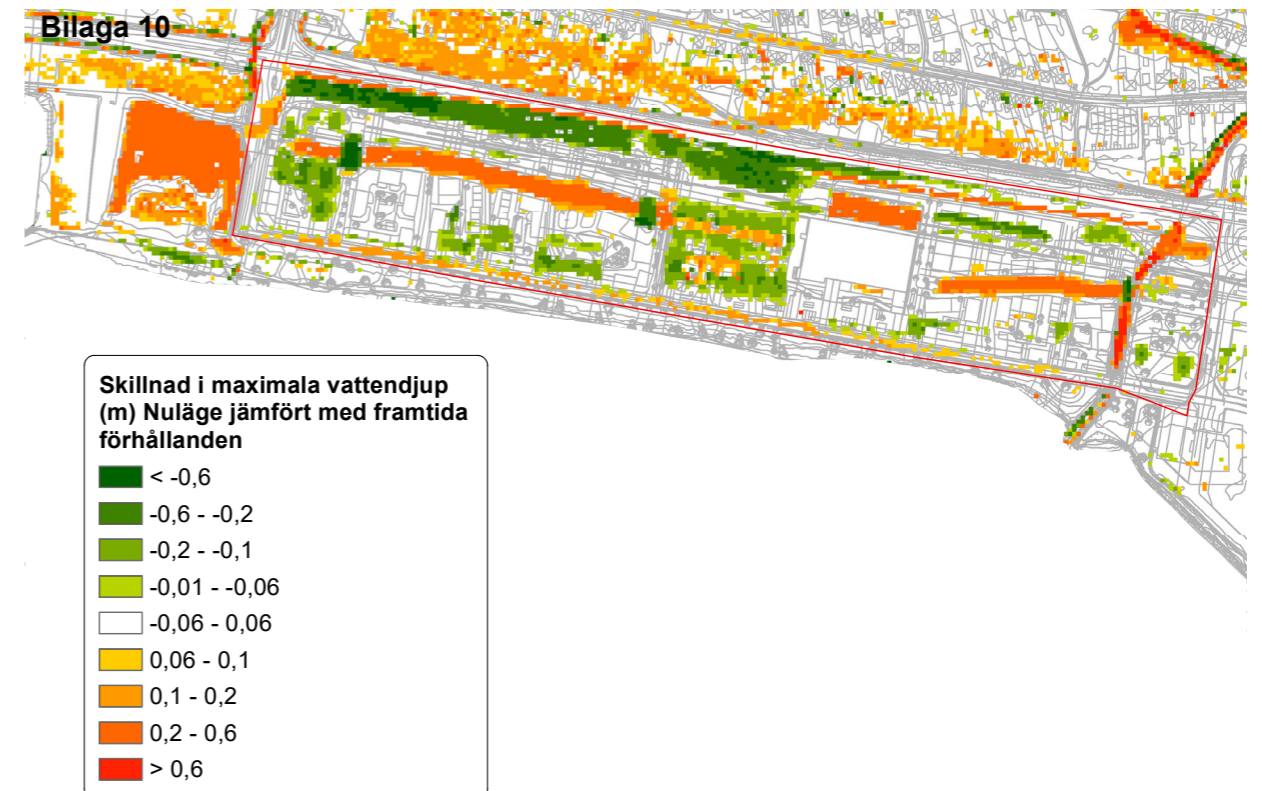 Bilaga 10
Skillnad i maximala vattendjup
(m) Nuläge jämfört med framtida
förhållanden
< -0,6
-0,6 - -0,2
-0,2 - -0,1
-0,01 - -0,06
-0,06 - 0,06
0,06 - 0,1
0,1 - 0,2
0,2 - 0,6
> 0,6